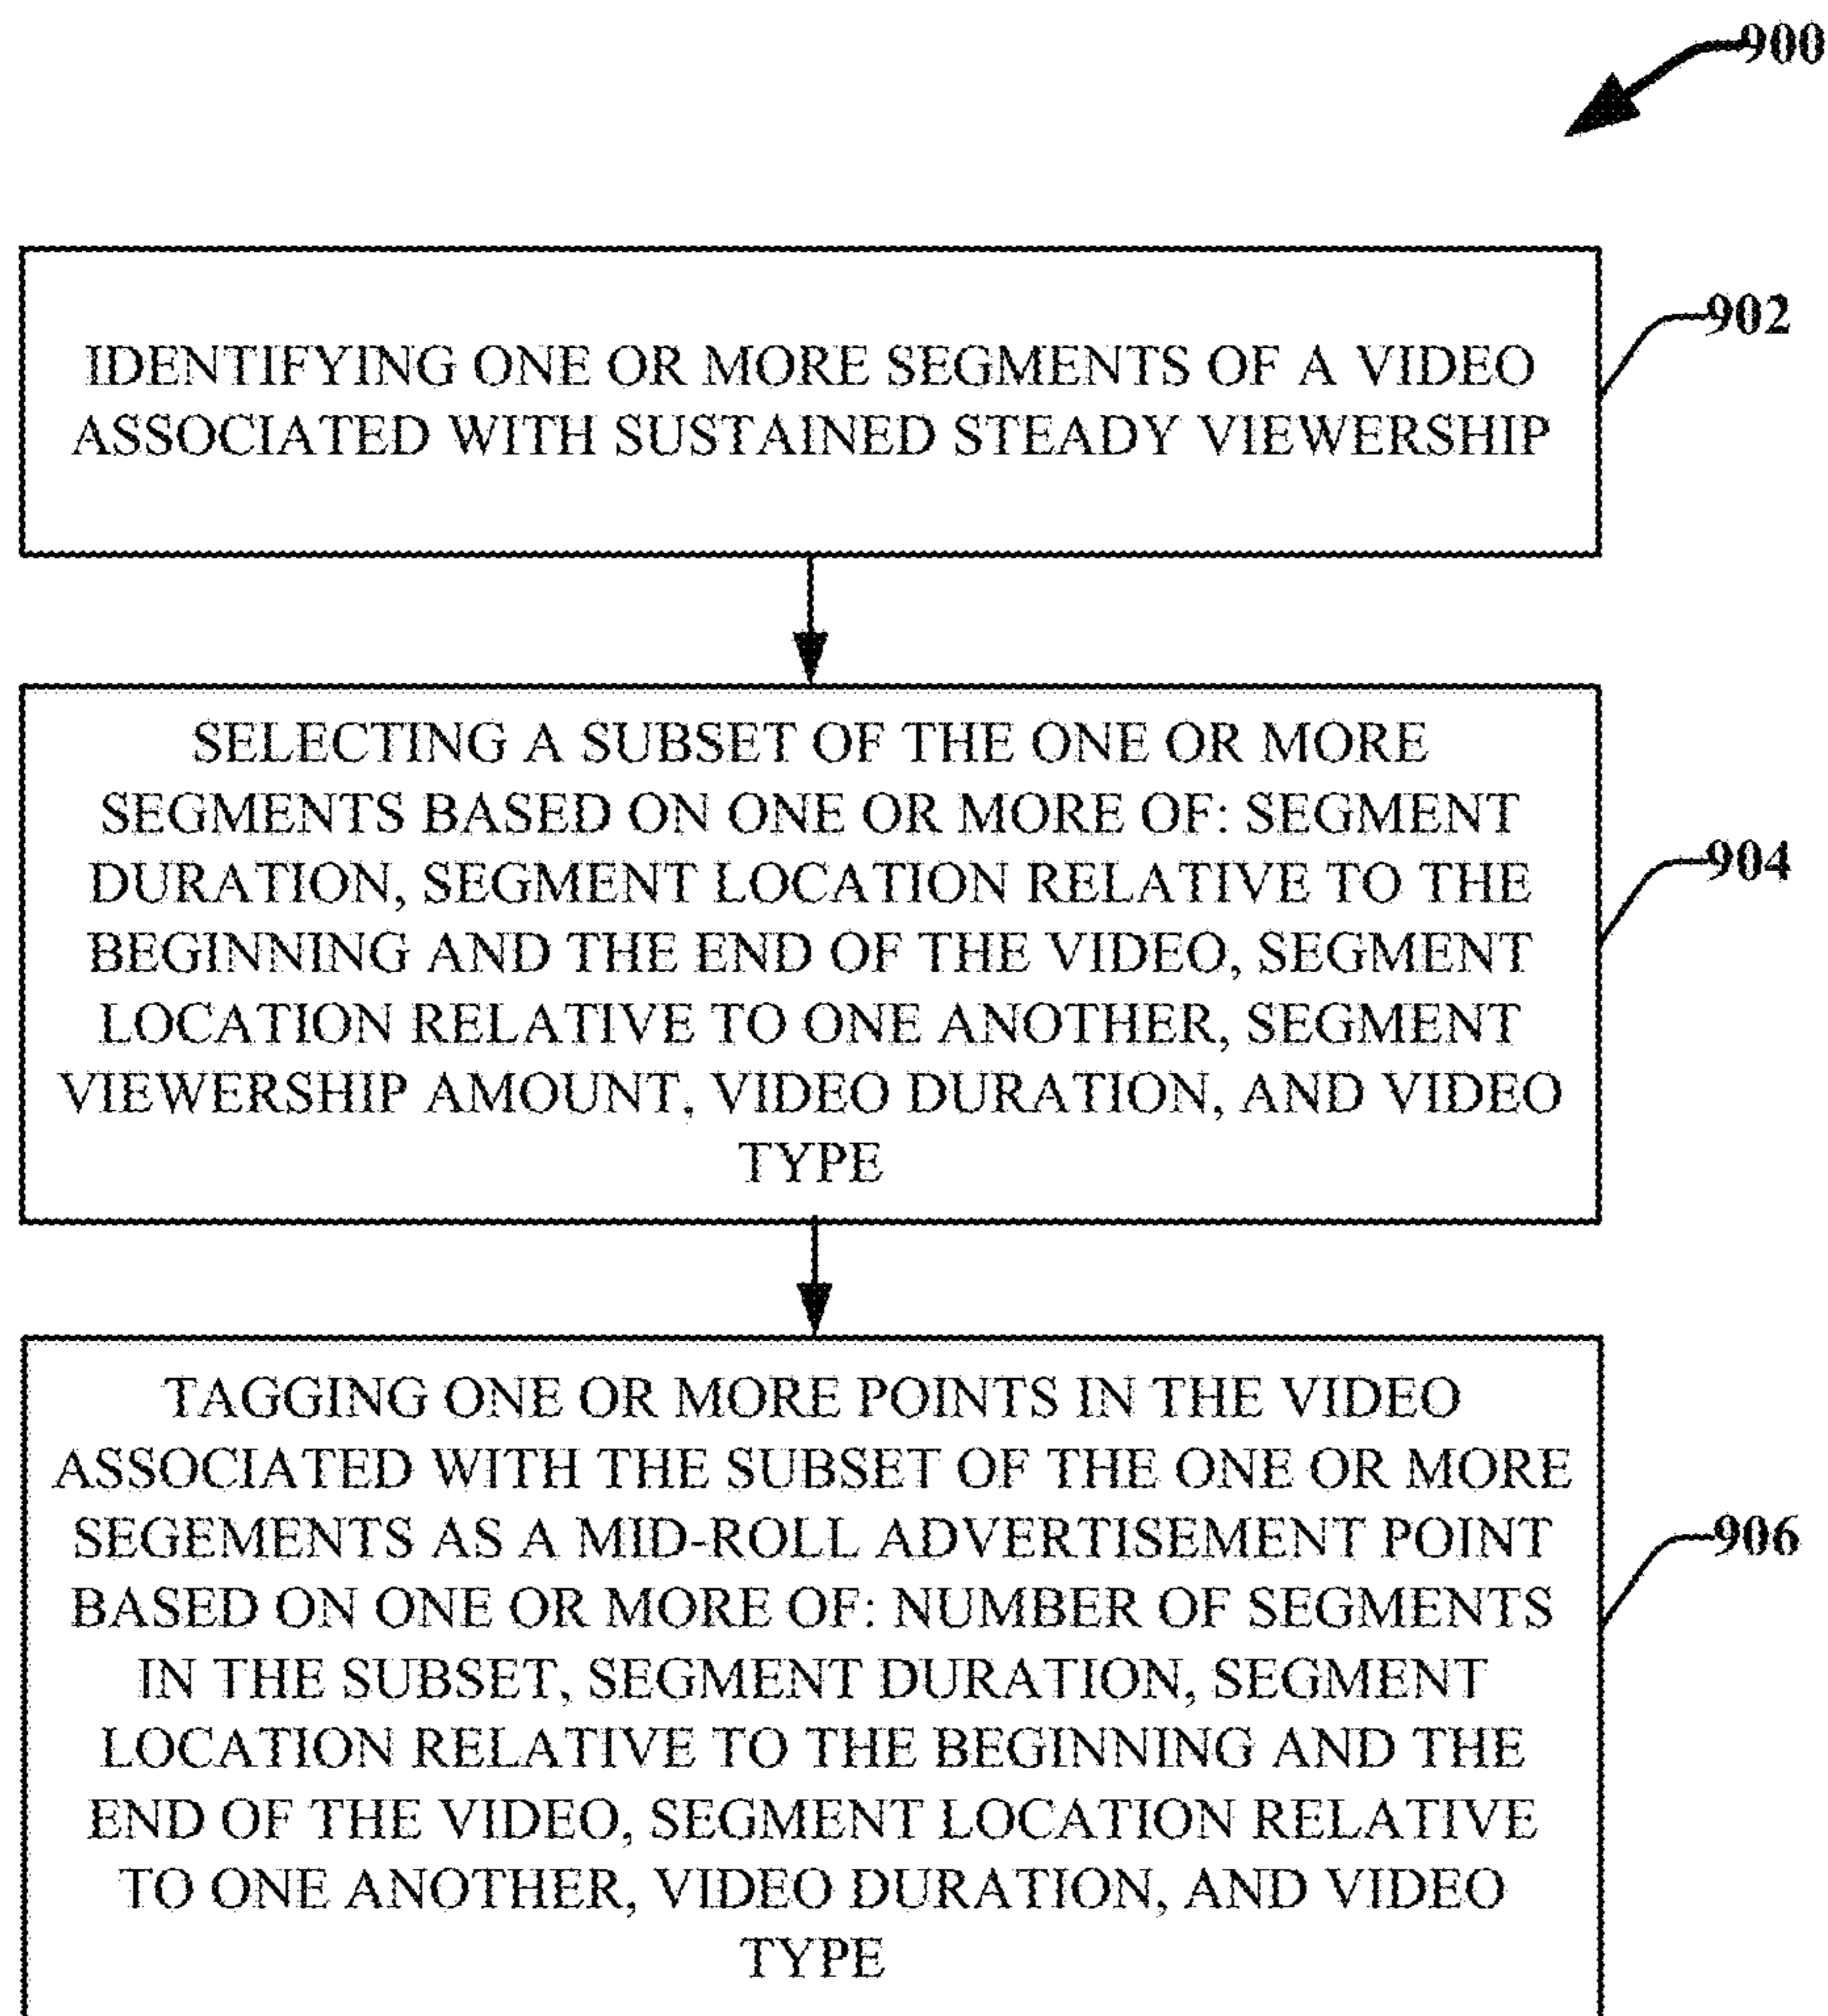 900
IDENTIFYING ONE OR MORE SEGMENTS OF A VIDEO
ASSOCIATED WITH SUSTAINED STEADY VIEWERSHIP
902
SELECTING A SUBSET OF THE ONE OR MORE
SEGMENTS BASED ON ONE OR MORE OF: SEGMENT
DURATION, SEGMENT LOCATION RELATIVE TO THE
BEGINNING AND THE END OF THE VIDEO, SEGMENT
LOCATION RELATIVE TO ONE ANOTHER, SEGMENT
VIEWERSHIP AMOUNT, VIDEO DURATION, AND VIDEO
TYPE
904
TAGGING ONE OR MORE POINTS IN THE VIDEO
ASSOCIATED WITH THE SUBSET OF THE ONE OR MORE
SEGEMENTS AS A MID-ROLL ADVERTISEMENT POINT
BASED ON ONE OR MORE OF: NUMBER OF SEGMENTS
IN THE SUBSET, SEGMENT DURATION, SEGMENT
LOCATION RELATIVE TO THE BEGINNING AND THE
END OF THE VIDEO, SEGMENT LOCATION RELATIVE
TO ONE ANOTHER, VIDEO DURATION, AND VIDEO
TYPE
906